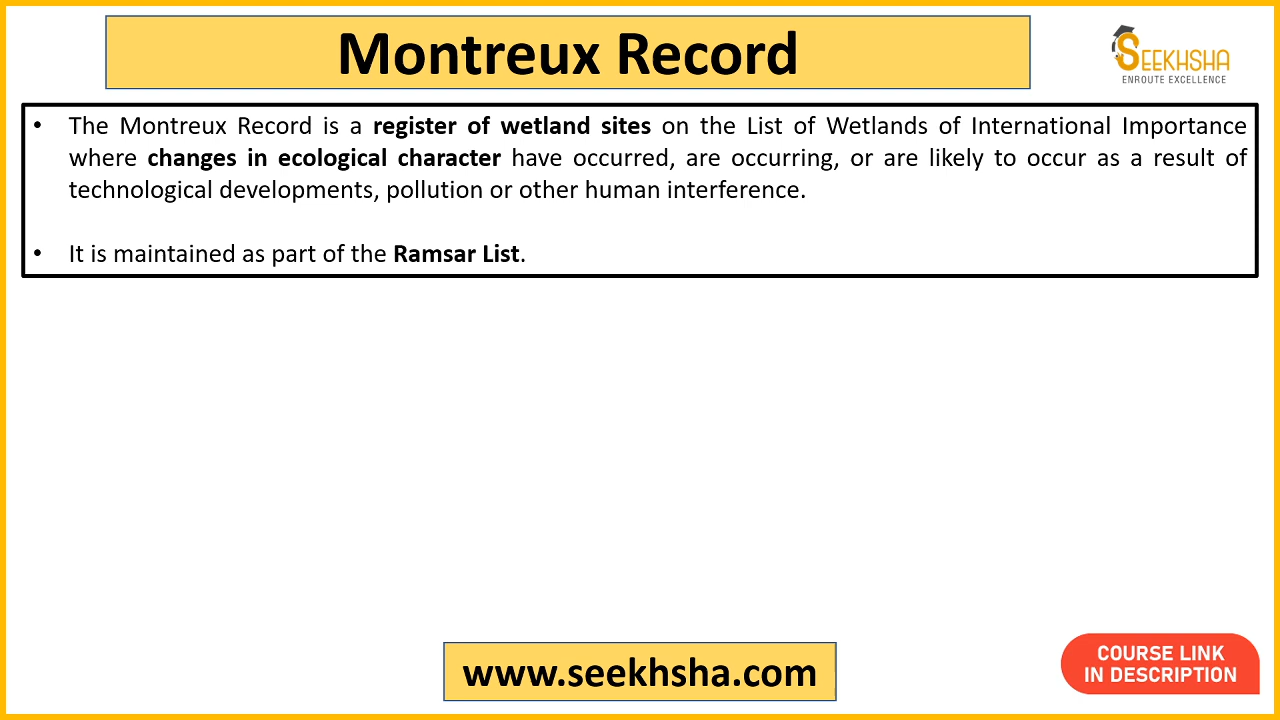 Montreux Record
SEEKHSHA
ENROUTE EXCELLENCE
• The Montreux Record is a register of wetland sites on the List of Wetlands of International Importance
where changes in ecological character have occurred, are occurring, or are likely to occur as a result of
technological developments, pollution or other human interference.
• It is maintained as part of the Ramsar List.
www.seekhsha.com
COURSE LINK
IN DESCRIPTION